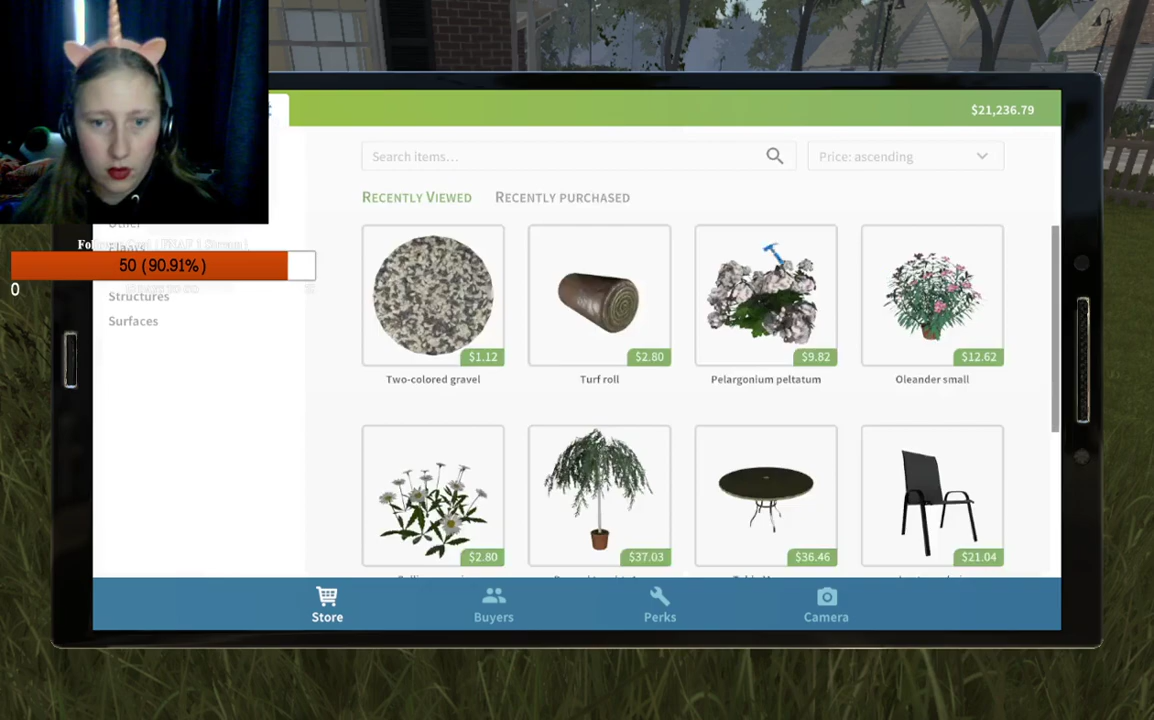 $21,236.79
Search items...
Price: ascending
RECENTLY VIEWED
RECENTLY PURCHASED
Other
Plants
50 (90.91%)
0
Structures
Surfaces
$1.12
$2.80
$9.82
$12.62
Two-colored gravel
Turf roll
Pelargonium peltatum
Oleander small
$2.80
$37.03
$36.46
$21.04
Store
Buyers
Perks
Camera